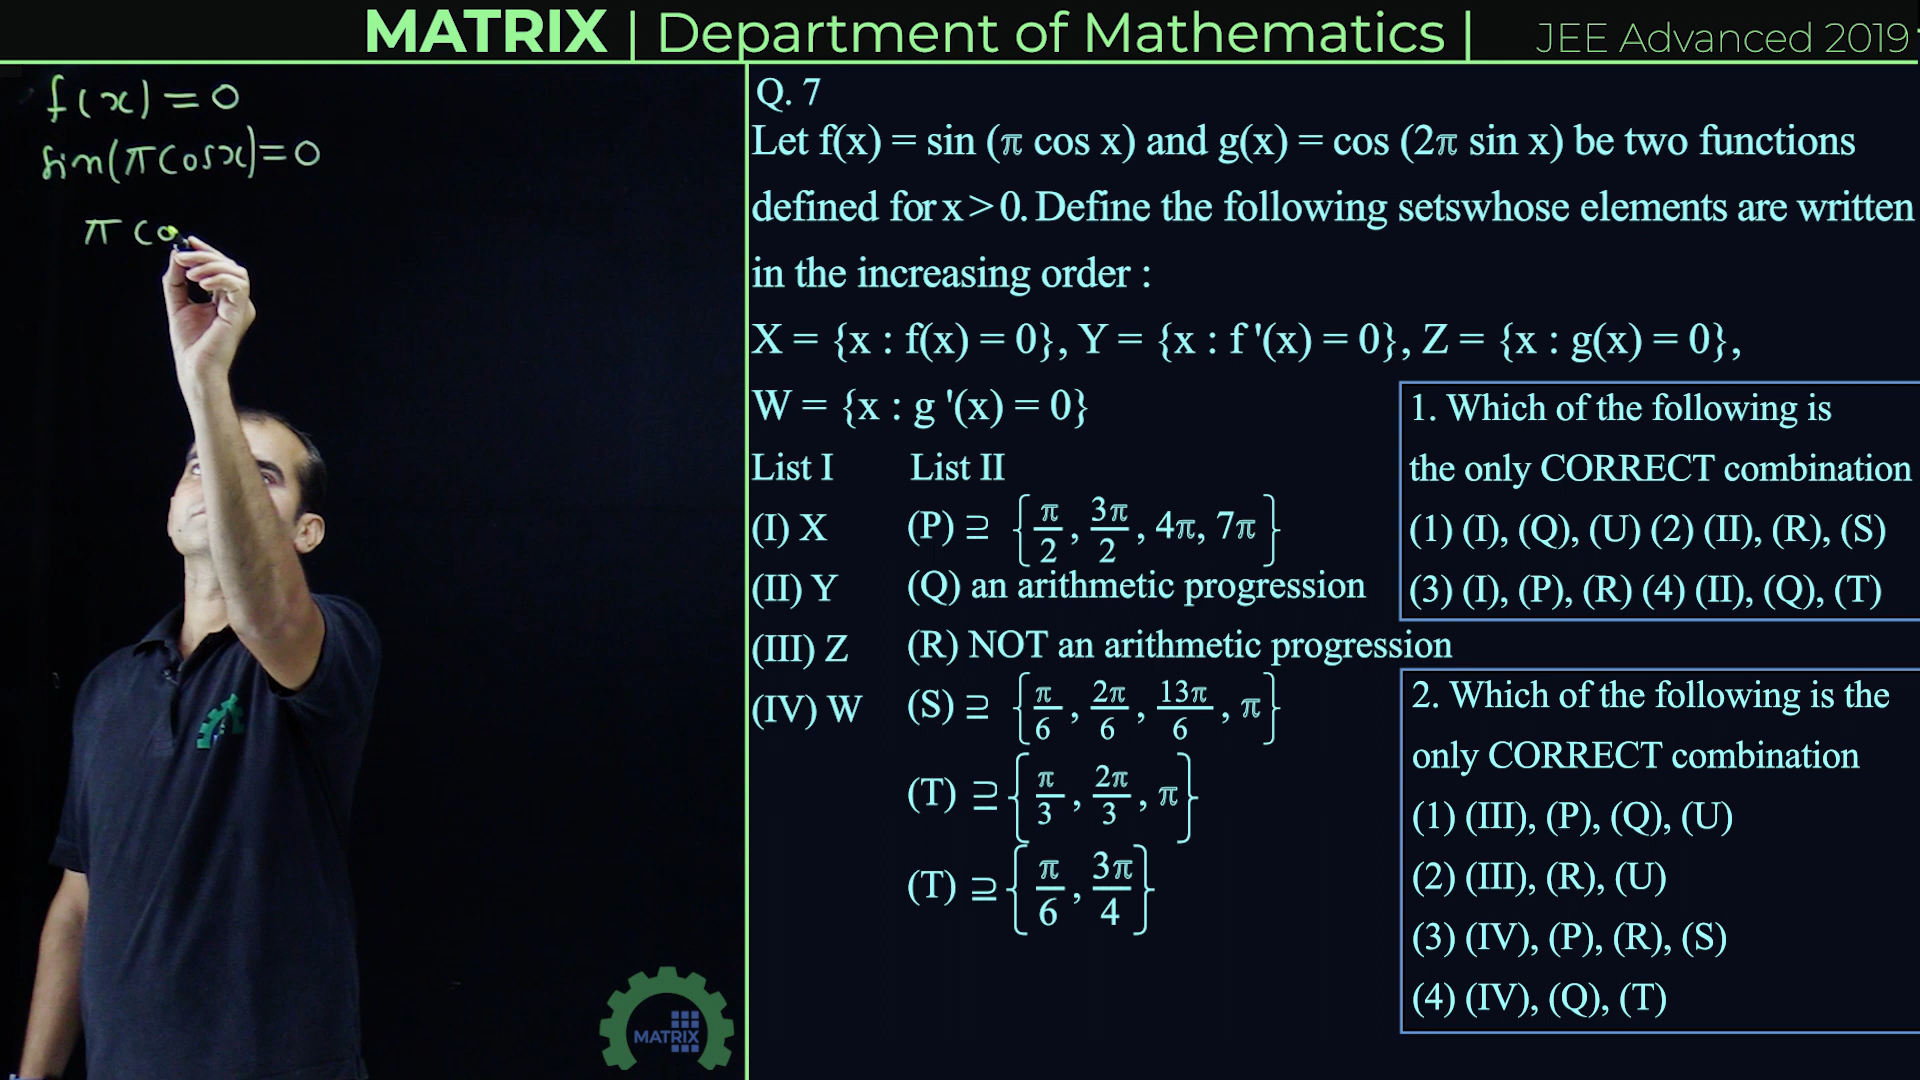 MATRIX | Department of Mathematics | JEE Advanced 2019
f(x) = 0
sin(π cos x) = 0
π co
Q. 7
Let f(x) = sin (π cos x) and g(x) = cos (2π sin x) be two functions
defined for x > 0. Define the following setswhose elements are written
in the increasing order :
X = {x : f(x) = 0}, Y = {x : f '(x) = 0}, Z = {x : g(x) = 0},
W = {x : g '(x) = 0}
List I List II
(I) X (P) ⊇ {π/2, 3π/2, 4π, 7π}
(II) Y (Q) an arithmetic progression
(III) Z (R) NOT an arithmetic progression
(IV) W (S) ⊇ {π/6, 2π/6, 13π/6, π}
(T) ⊇ {π/3, 2π/3, π}
(T) ⊇ {π/6, 3π/4}
1. Which of the following is
the only CORRECT combination
(1) (I), (Q), (U) (2) (II), (R), (S)
(3) (I), (P), (R) (4) (II), (Q), (T)
2. Which of the following is the
only CORRECT combination
(1) (III), (P), (Q), (U)
(2) (III), (R), (U)
(3) (IV), (P), (R), (S)
(4) (IV), (Q), (T)
MATRIX